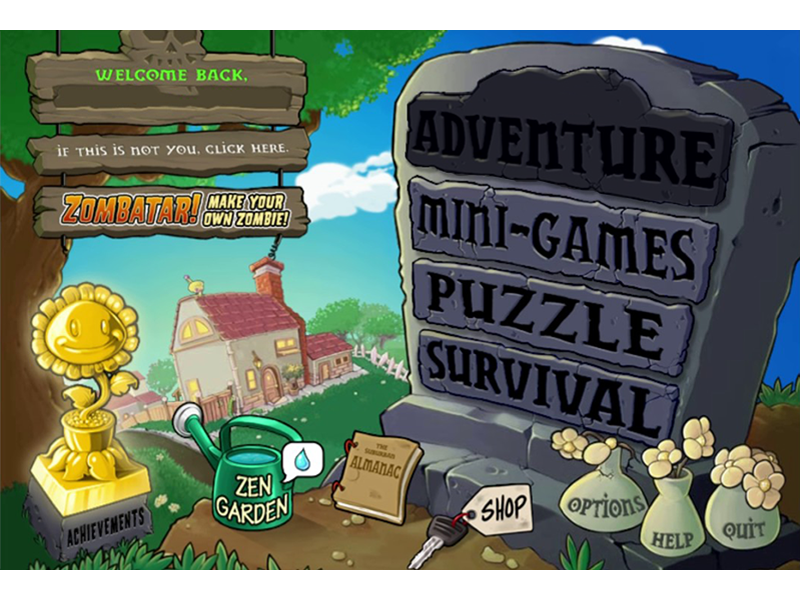 WELCOME BACK,
IF THIS IS NOT YOU, CLICK HERE.
ZOMBATAR! MAKE YOUR
OWN ZOMBIE!
ADVENTURE
MINI-GAMES
PUZZLE
SURVIVAL
ACHIEVEMENTS
ZEN
GARDEN
THE
SUBURBAN
ALMANAC
SHOP
OPTIONS
HELP
QUIT